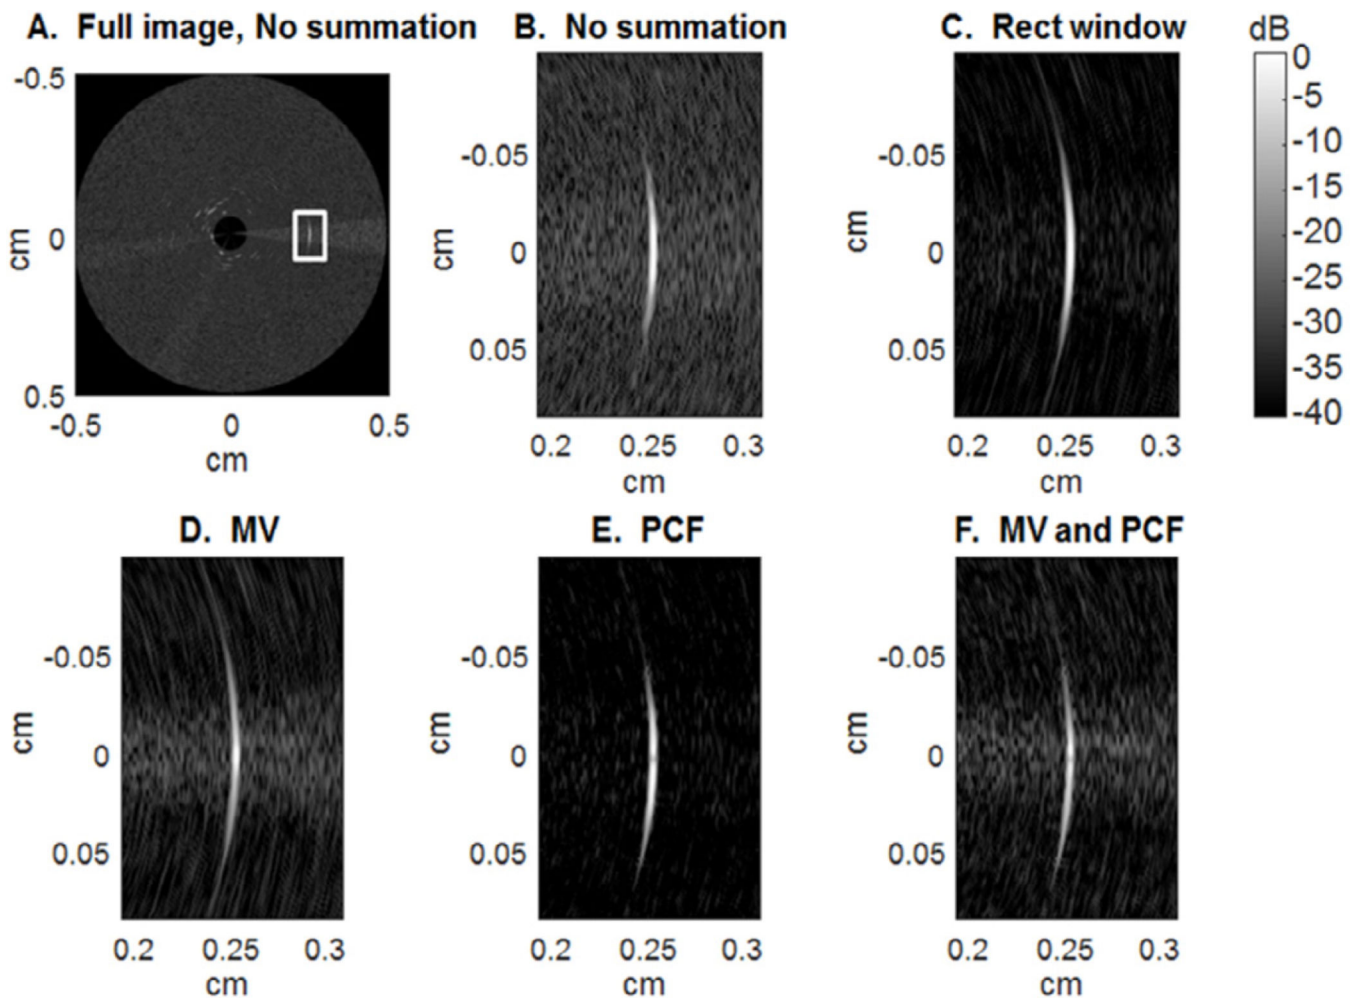 A. Full image, No summation
B. No summation
C. Rect window
dB
-0.5
0
0.5
cm
-0.5
0
0.5
cm
-0.05
0
0.05
cm
0.2
0.25
0.3
cm
-0.05
0
0.05
cm
0.2
0.25
0.3
cm
0
-5
-10
-15
-20
-25
-30
-35
-40
D. MV
E. PCF
F. MV and PCF
-0.05
0
0.05
cm
0.2
0.25
0.3
cm
-0.05
0
0.05
cm
0.2
0.25
0.3
cm
-0.05
0
0.05
cm
0.2
0.25
0.3
cm